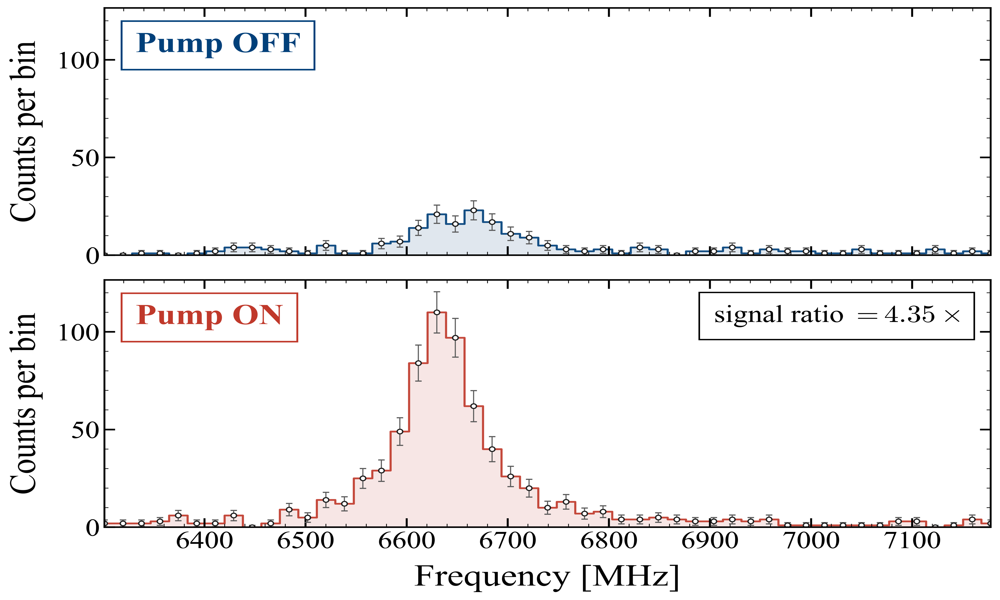 Pump OFF
Counts per bin
100
50
0
Pump ON
signal ratio = 4.35 ×
Counts per bin
100
50
0
6400 6500 6600 6700 6800 6900 7000 7100
Frequency [MHz]